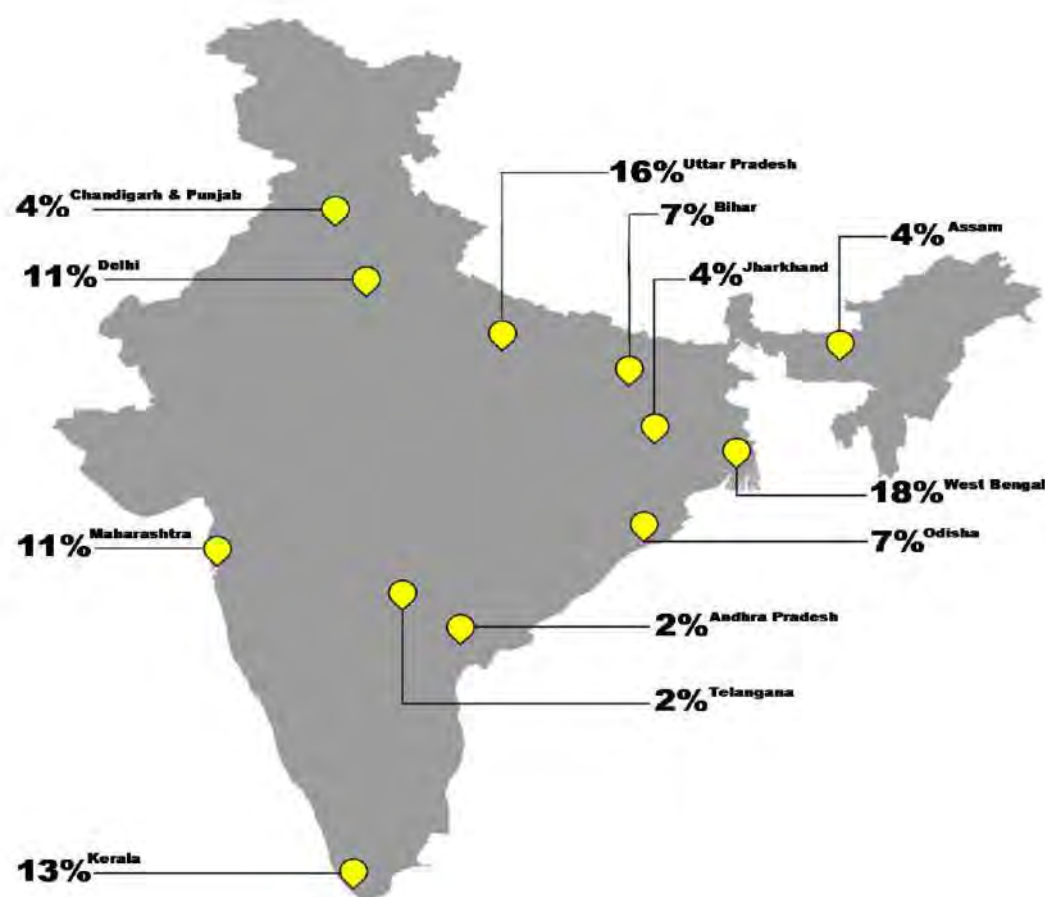 16% Uttar Pradesh
4% Chandigarh & Punjab
7% Bihar
4% Assam
11% Delhi
4% Jharkhand
18% West Bengal
11% Maharashtra
7% Odisha
2% Andhra Pradesh
2% Telangana
13% Kerala